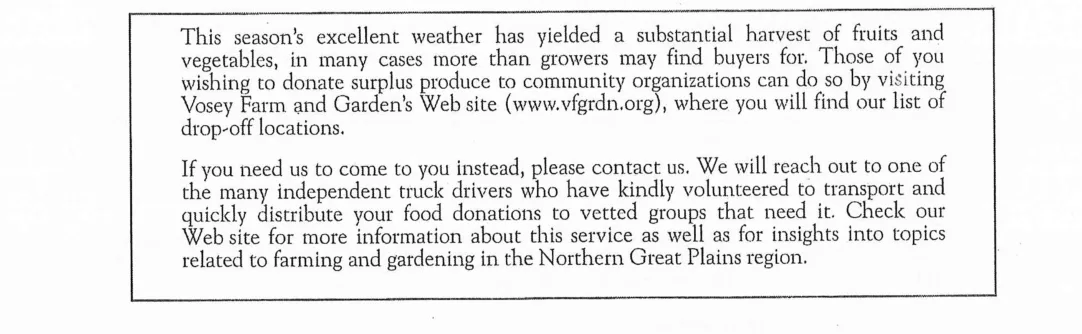 This season's excellent weather has yielded a substantial harvest of fruits and
vegetables, in many cases more than growers may find buyers for. Those of you
wishing to donate surplus produce to community organizations can do so by visiting
Vosey Farm and Garden's Web site (www.vfgrdn.org), where you will find our list of
drop-off locations.
If you need us to come to you instead, please contact us. We will reach out to one of
the many independent truck drivers who have kindly volunteered to transport and
quickly distribute your food donations to vetted groups that need it. Check our
Web site for more information about this service as well as for insights into topics
related to farming and gardening in the Northern Great Plains region.